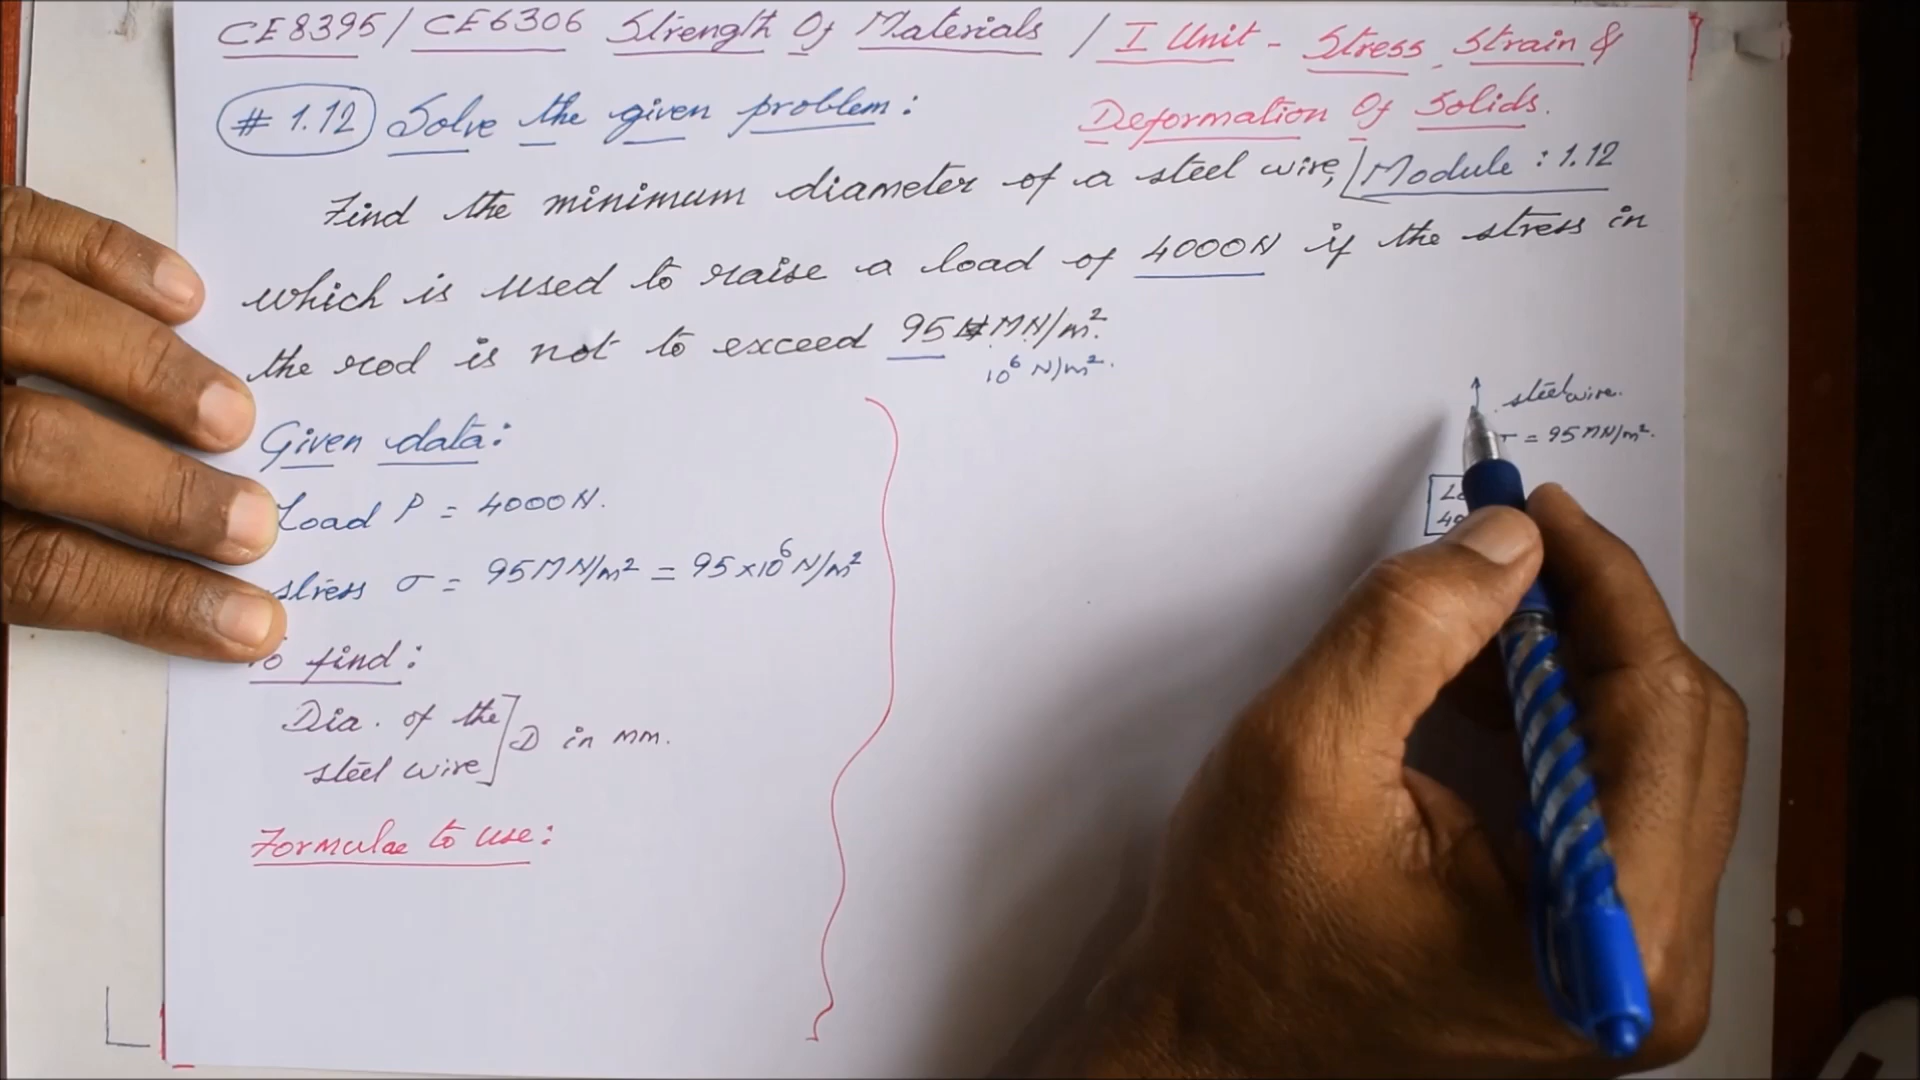 CE8395 / CE6306 Strength Of Materials / I Unit - Stress, Strain &
Deformation Of Solids.
# 1.12 Solve the given problem:
Module : 1.12
Find the minimum diameter of a steel wire,
which is used to raise a load of 4000N if the stress in
the rod is not to exceed 95 MN/m².
10⁶ N/m².
steel wire.
= 95 MN/m².
Given data:
Load P = 4000N.
stress σ = 95MN/m² = 95×10⁶ N/m²
To find:
Dia. of the
steel wire] D in mm.
Formulae to use: